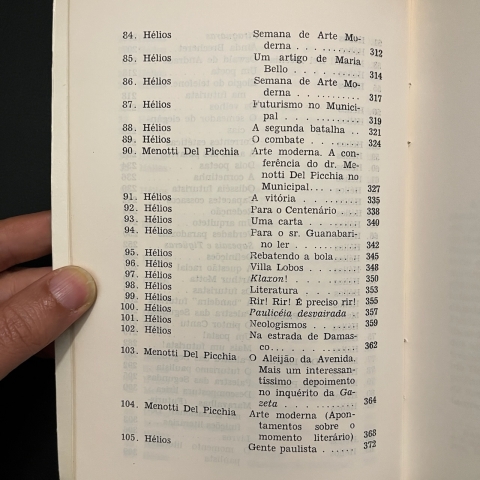 84. Hélios Semana de Arte Mo-
derna . . . . . . . . . . . 312
85. Hélios Um artigo de Maria
Bello . . . . . . . . . . . 314
86. Hélios Semana de Arte Mo-
derna . . . . . . . . . . . 317
87. Hélios Futurismo no Munici-
pal . . . . . . . . . . . . . 319
88. Hélios A segunda batalha . . 321
89. Hélios O combate . . . . . . . 324
90. Menotti Del Picchia Arte moderna. A con-
ferência do dr. Me-
notti Del Picchia no
Municipal. . . . . . . 327
91. Hélios A vitória . . . . . . . . 335
92. Hélios Para o Centenário . . 338
93. Hélios Uma carta . . . . . . . 340
94. Hélios Para o sr. Guanabari-
no ler . . . . . . . . . . 342
95. Hélios Rebatendo a bola. . . 345
96. Hélios Villa Lobos . . . . . . . 348
97. Hélios Klaxon! . . . . . . . . . 350
98. Hélios Literatura . . . . . . . . 353
99. Hélios Rir! Rir! É preciso rir! 355
100. Hélios Paulicéia desvairada . 357
101. Hélios Neologismos . . . . . . 359
102. Hélios Na estrada de Damas-
co. . . . . . . . . . . . . . 362
103. Menotti Del Picchia O Aleijão da Avenida.
Mais um interessan-
tíssimo depoimento
no inquérito da Ga-
zeta . . . . . . . . . . . . 364
104. Menotti Del Picchia Arte moderna (Apon-
tamentos sobre o
momento literário) 368
105. Hélios Gente paulista . . . . . 372